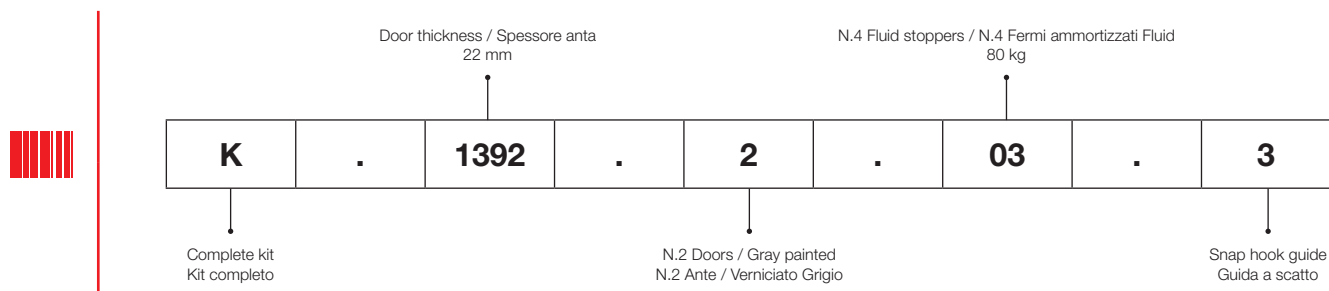 Door thickness / Spessore anta
22 mm
N.4 Fluid stoppers / N.4 Fermi ammortizzati Fluid
80 kg
K . 1392 . 2 . 03 . 3
Complete kit
Kit completo
N.2 Doors / Gray painted
N.2 Ante / Verniciato Grigio
Snap hook guide
Guida a scatto